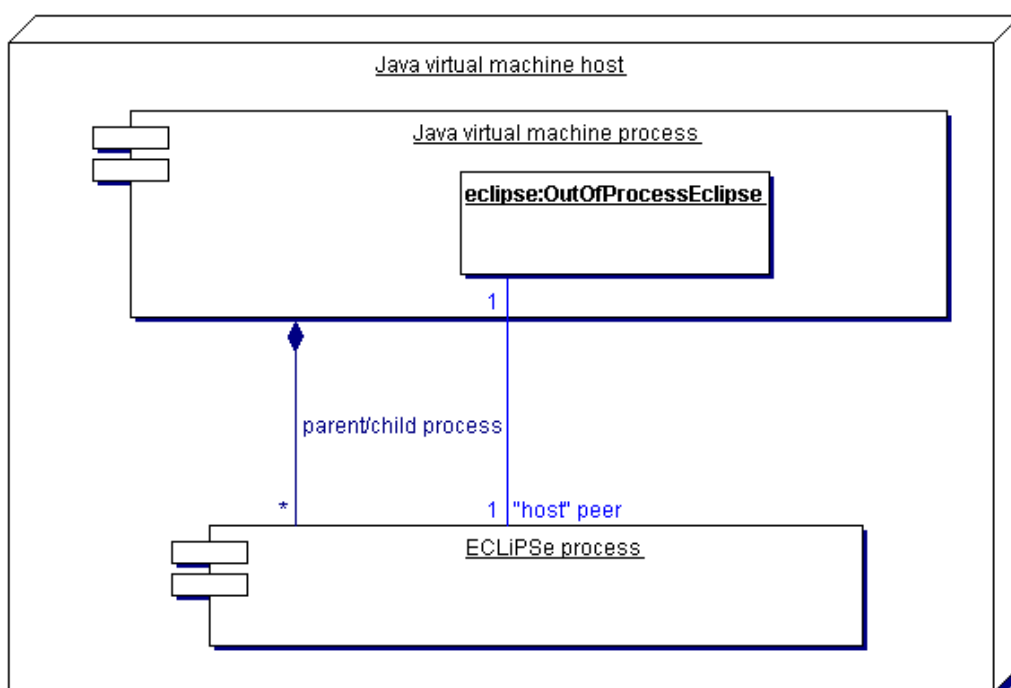 Java virtual machine host
Java virtual machine process
eclipse:OutOfProcessEclipse
1
parent/child process
*
1 "host" peer
ECLiPSe process